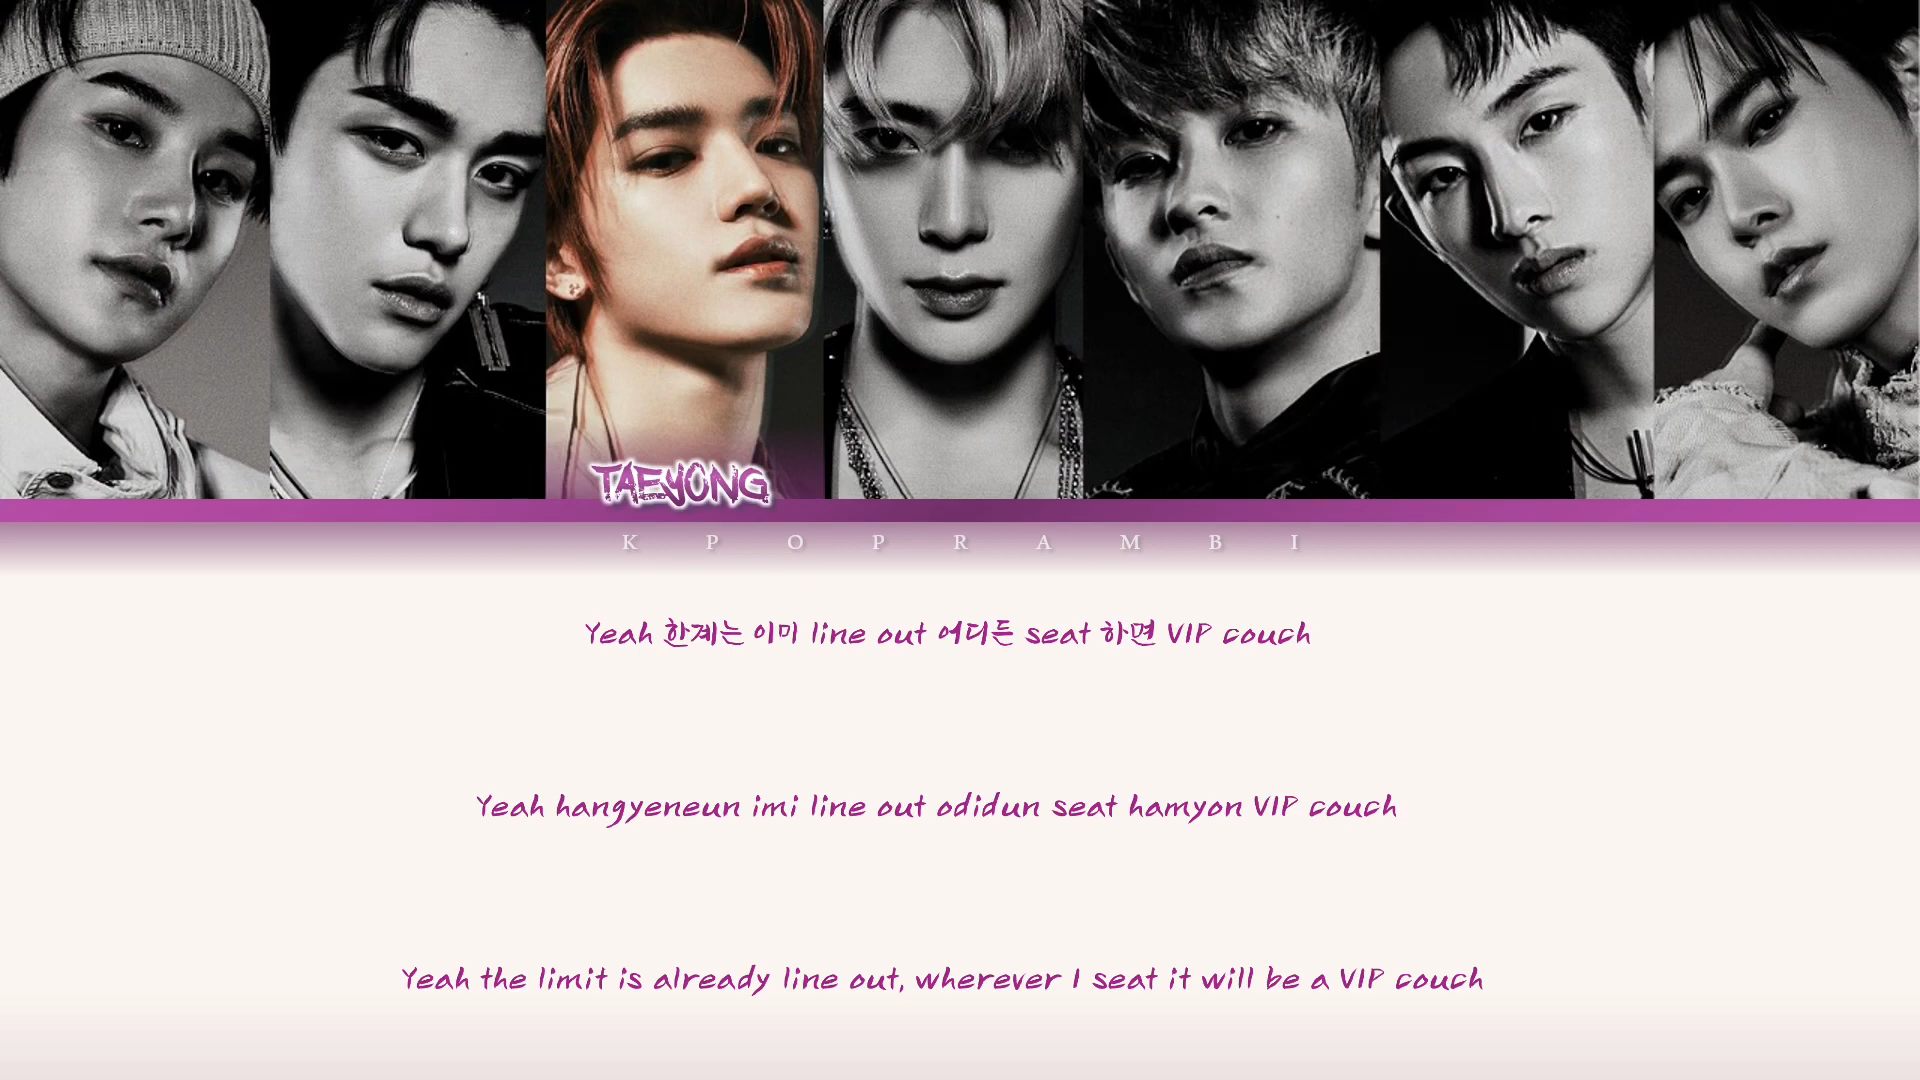 TAEYONG
KPOPRAMBI
Yeah 한계는 이미 line out 어디든 seat 하면 VIP couch
Yeah hangyeneun imi line out odidun seat hamyon VIP couch
Yeah the limit is already line out, wherever I seat it will be a VIP couch